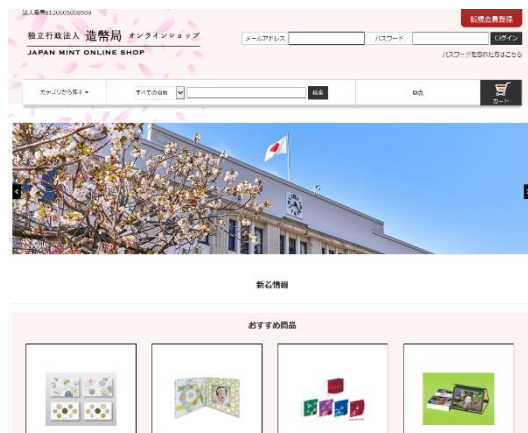 法人番号6120005008509
新規会員登録
独立行政法人 造幣局 オンラインショップ
メールアドレス
パスワード
ログイン
JAPAN MINT ONLINE SHOP
パスワードを忘れた方はこちら
カテゴリから探す
すべての商品
検索
カート
新着情報
おすすめ商品